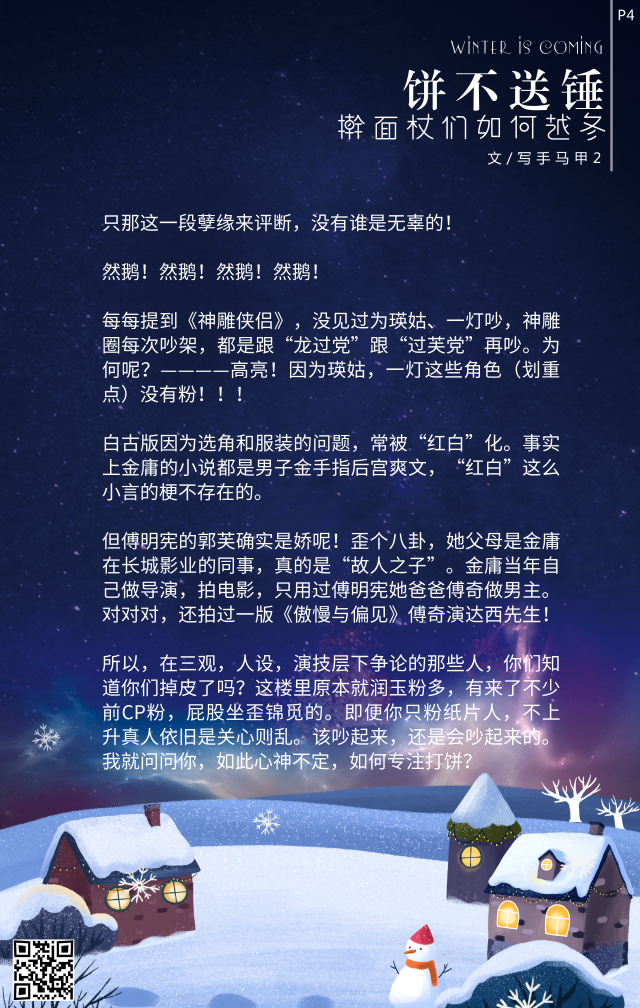 P4
WINTER IS COMING
饼不送锤
擀面杖们如何越冬
文/写手马甲2
只那这一段孽缘来评断，没有谁是无辜的！
然鹅！然鹅！然鹅！然鹅！
每每提到《神雕侠侣》，没见过为瑛姑、一灯吵，神雕
圈每次吵架，都是跟“龙过党”跟“过芙党”再吵。为
何呢？————高亮！因为瑛姑，一灯这些角色（划重
点）没有粉！！！
白古版因为选角和服装的问题，常被“红白”化。事实
上金庸的小说都是男子金手指后宫爽文，“红白”这么
小言的梗不存在的。
但傅明宪的郭芙确实是娇呢！歪个八卦，她父母是金庸
在长城影业的同事，真的是“故人之子”。金庸当年自
己做导演，拍电影，只用过傅明宪她爸爸傅奇做男主。
对对对，还拍过一版《傲慢与偏见》傅奇演达西先生！
所以，在三观，人设，演技层下争论的那些人，你们知
道你们掉皮了吗？这楼里原本就润玉粉多，有来了不少
前CP粉，屁股坐歪锦觅的。即便你只粉纸片人，不上
升真人依旧是关心则乱。该吵起来，还是会吵起来的。
我就问问你，如此心神不定，如何专注打饼？